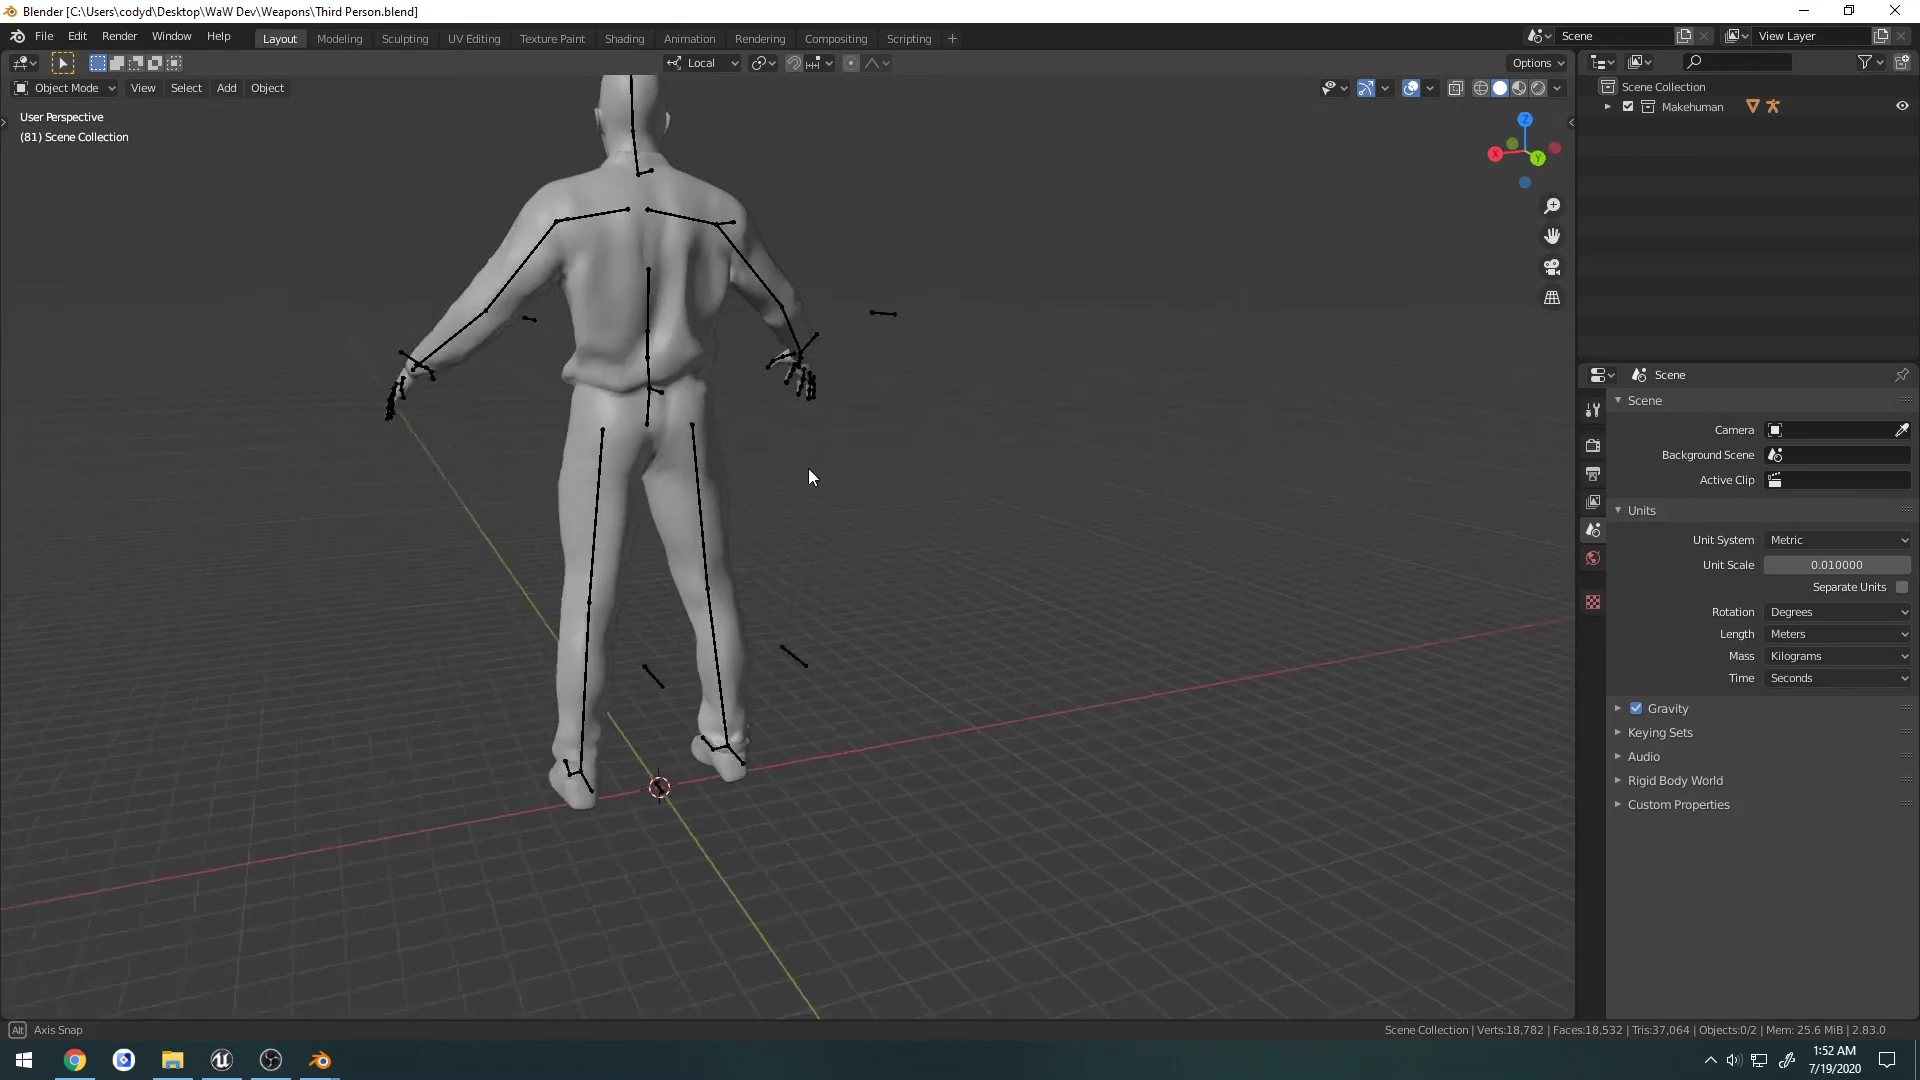 Blender [C:\Users\codyd\Desktop\WaW Dev\Weapons\Third Person.blend]
File Edit Render Window Help Layout Modeling Sculpting UV Editing Texture Paint Shading Animation Rendering Compositing Scripting + Scene View Layer
Local Options
Object Mode View Select Add Object
User Perspective
(81) Scene Collection
Z
X
Y
Scene Collection
Makehuman
Scene
Scene
Camera
Background Scene
Active Clip
Units
Unit System Metric
Unit Scale 0.010000
Separate Units
Rotation Degrees
Length Meters
Mass Kilograms
Time Seconds
Gravity
Keying Sets
Audio
Rigid Body World
Custom Properties
Alt Axis Snap
Scene Collection | Verts:18,782 | Faces:18,532 | Tris:37,064 | Objects:0/2 | Mem: 25.6 MiB | 2.83.0
1:52 AM
7/19/2020